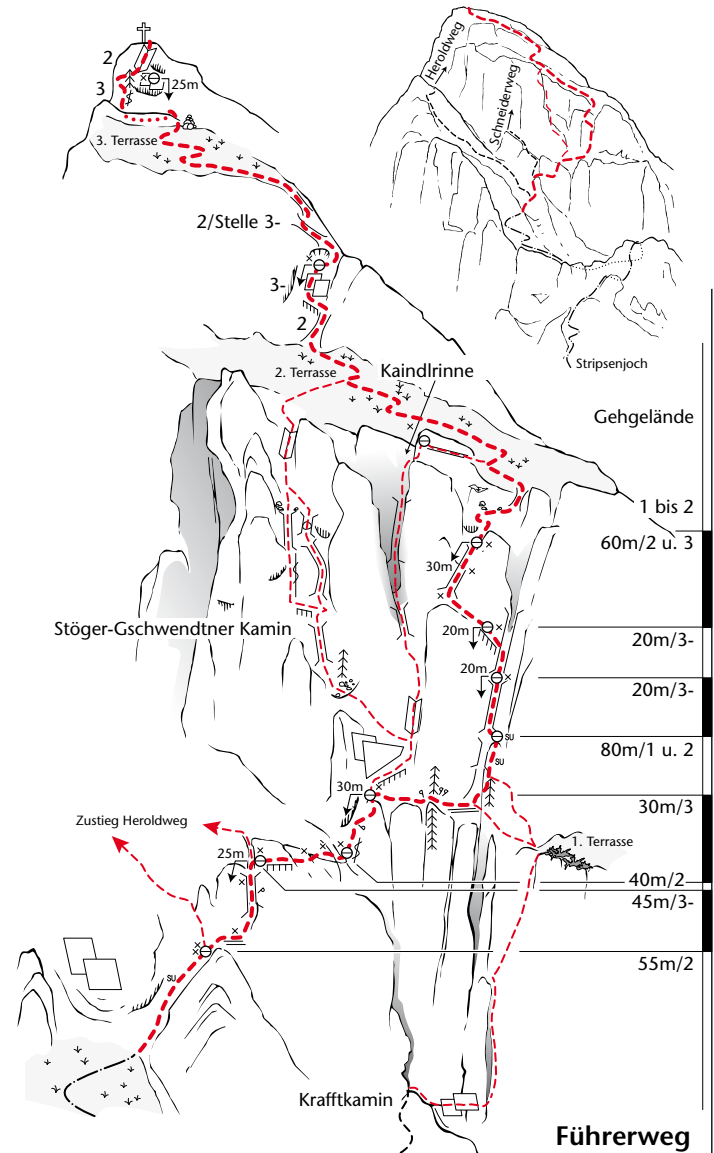 2
25m
3
3. Terrasse
2/Stelle 3-
3-
2
Heroldweg
Schneiderweg
Stripsenjoch
2. Terrasse
Kaindlrinne
Gehgelände
1 bis 2
60m/2 u. 3
30m
Stöger-Gschwendtner Kamin
20m
20m/3-
20m
20m/3-
SU
80m/1 u. 2
SU
30m
30m/3
Zustieg Heroldweg
1. Terrasse
25m
40m/2
45m/3-
55m/2
SU
Krafftkamin
Führerweg